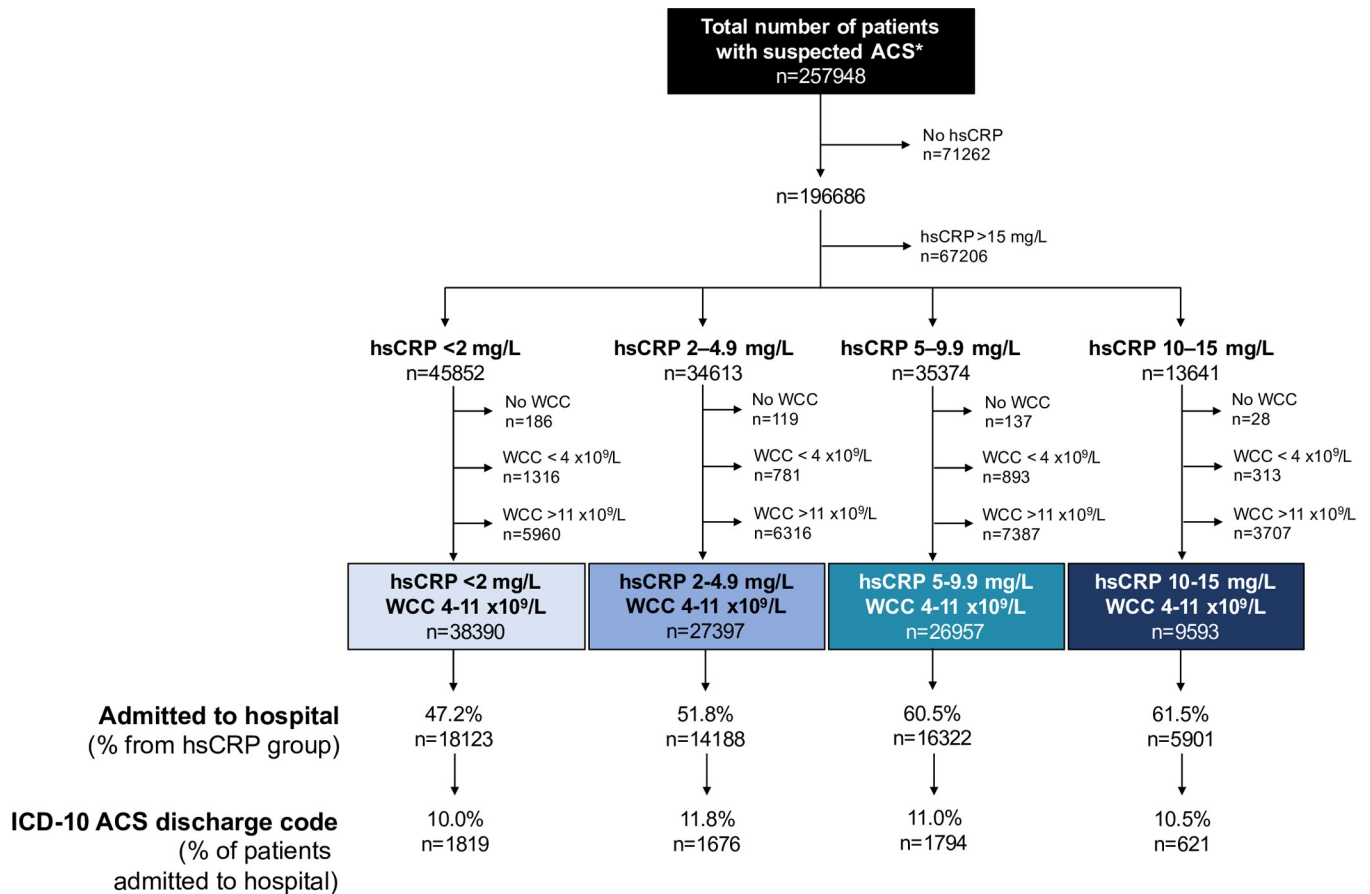 Total number of patients
with suspected ACS*
n=257948
No hsCRP
n=71262
n=196686
hsCRP >15 mg/L
n=67206
hsCRP <2 mg/L
n=45852
hsCRP 2–4.9 mg/L
n=34613
hsCRP 5–9.9 mg/L
n=35374
hsCRP 10–15 mg/L
n=13641
No WCC
n=186
No WCC
n=119
No WCC
n=137
No WCC
n=28
WCC < 4 x10⁹/L
n=1316
WCC < 4 x10⁹/L
n=781
WCC < 4 x10⁹/L
n=893
WCC < 4 x10⁹/L
n=313
WCC >11 x10⁹/L
n=5960
WCC >11 x10⁹/L
n=6316
WCC >11 x10⁹/L
n=7387
WCC >11 x10⁹/L
n=3707
hsCRP <2 mg/L
WCC 4-11 x10⁹/L
n=38390
hsCRP 2-4.9 mg/L
WCC 4-11 x10⁹/L
n=27397
hsCRP 5-9.9 mg/L
WCC 4-11 x10⁹/L
n=26957
hsCRP 10-15 mg/L
WCC 4-11 x10⁹/L
n=9593
Admitted to hospital
(% from hsCRP group)
47.2%
n=18123
51.8%
n=14188
60.5%
n=16322
61.5%
n=5901
ICD-10 ACS discharge code
(% of patients
admitted to hospital)
10.0%
n=1819
11.8%
n=1676
11.0%
n=1794
10.5%
n=621